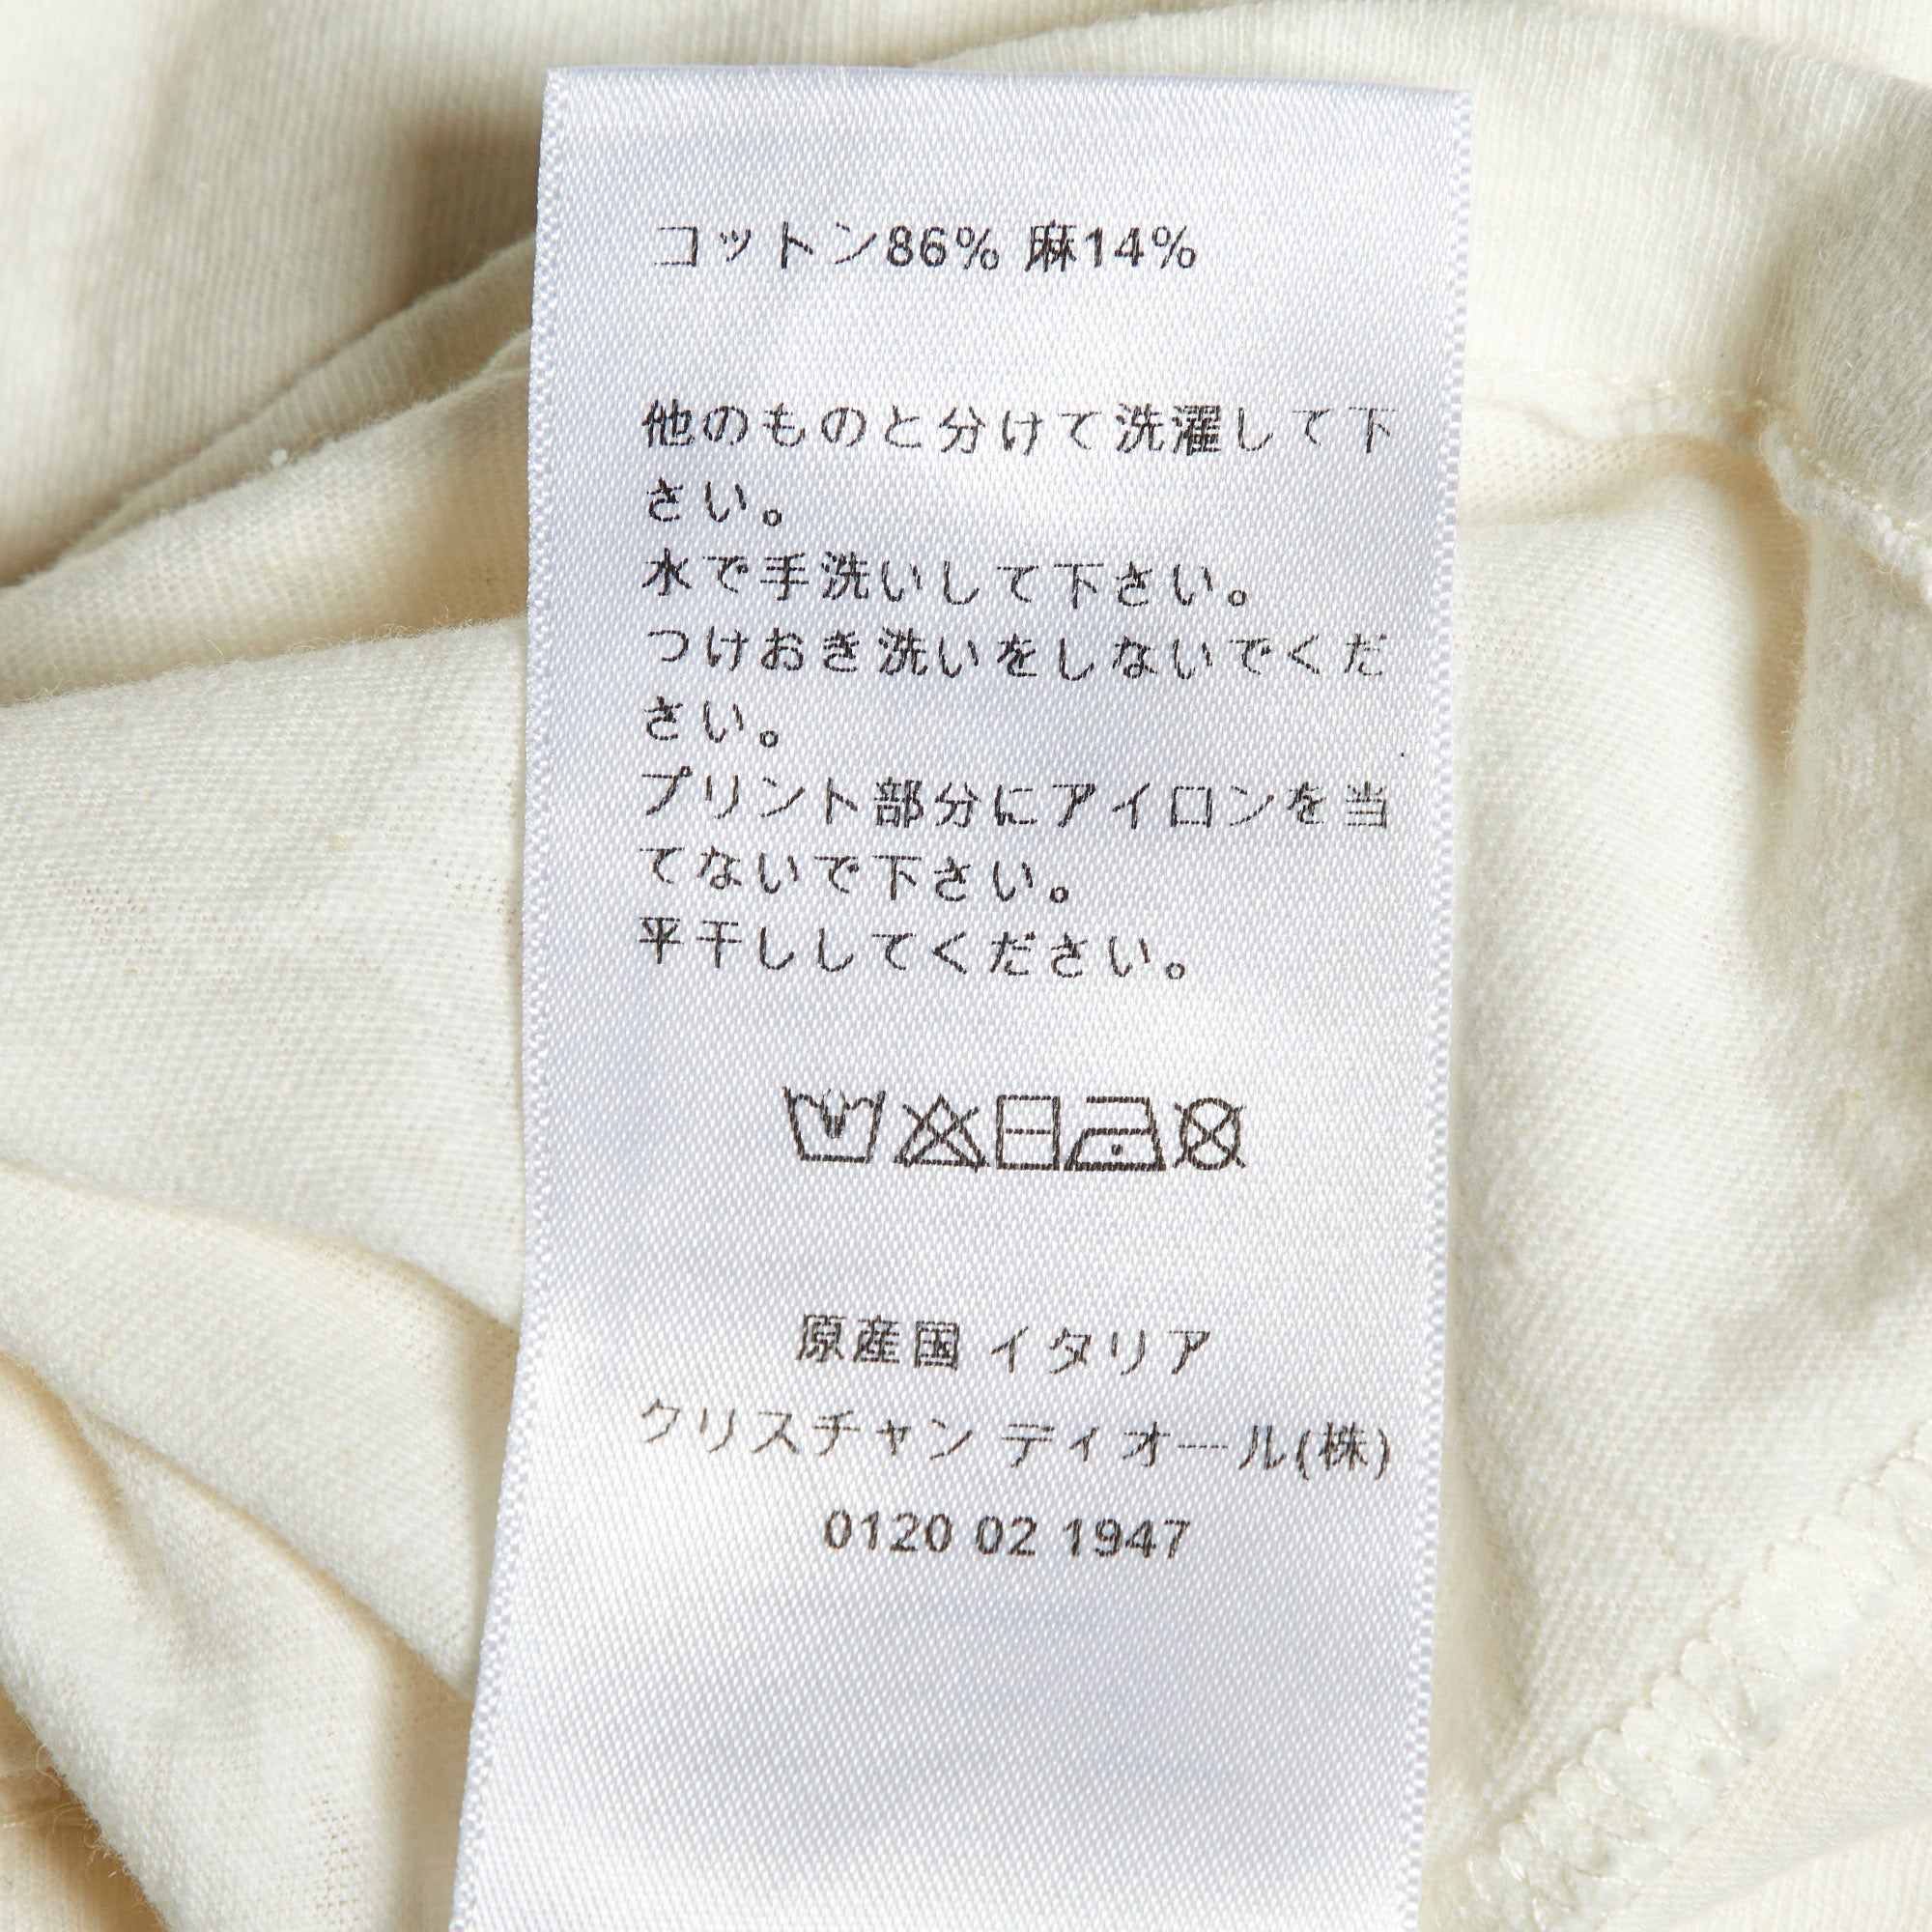 コットン86% 麻14%
他のものと分けて洗濯して下
さい。
水で手洗いして下さい。
つけおき洗いをしないでくだ
さい。
プリント部分にアイロンを当
てないで下さい。
平干ししてください。
原産国 イタリア
クリスチャン ディオール(株)
0120 02 1947